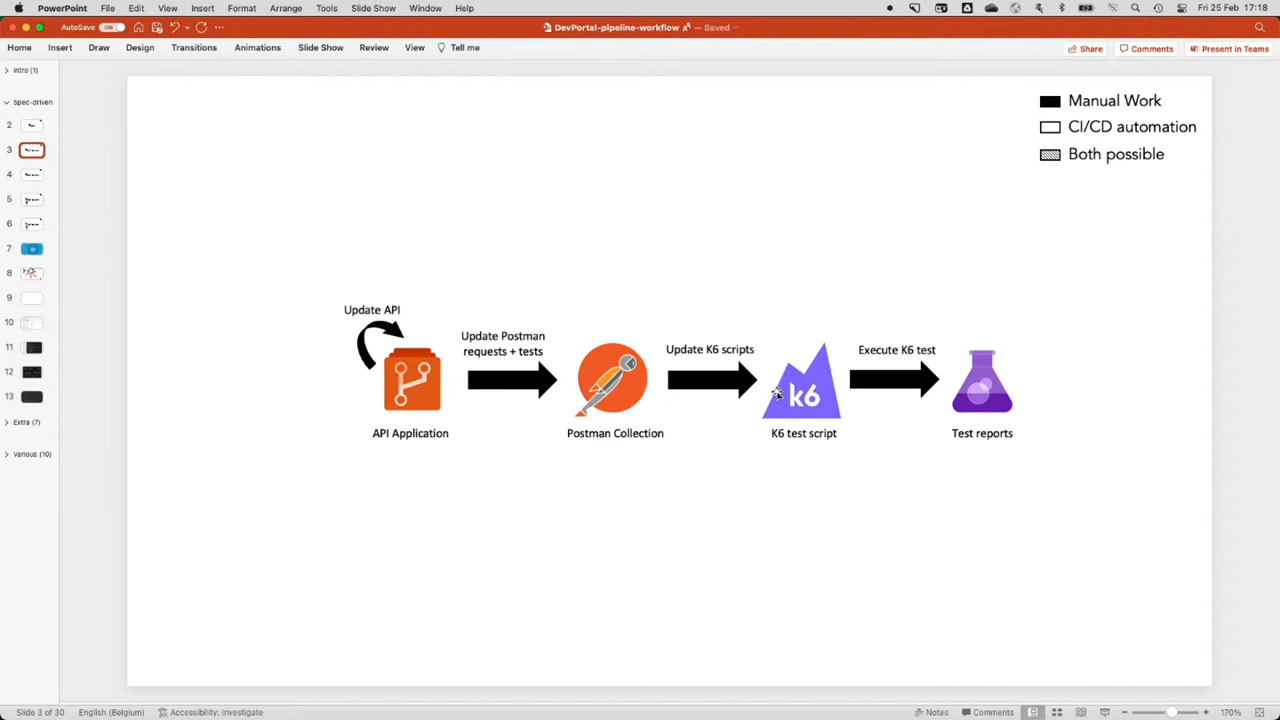 PowerPoint File Edit View Insert Format Arrange Tools Slide Show Window Help Fri 25 Feb 17:18
AutoSave ON DevPortal-pipeline-workflow — Saved
Home Insert Draw Design Transitions Animations Slide Show Review View Tell me Share Comments Present in Teams
Intro (1)
Spec-driven
2
3
4
5
6
7
8
9
10
11
12
13
Extra (7)
Various (10)
Manual Work
CI/CD automation
Both possible
Update API
Update Postman
requests + tests
Update K6 scripts
Execute K6 test
k6
API Application
Postman Collection
K6 test script
Test reports
Slide 3 of 30 English (Belgium) Accessibility: Investigate Notes Comments 170%